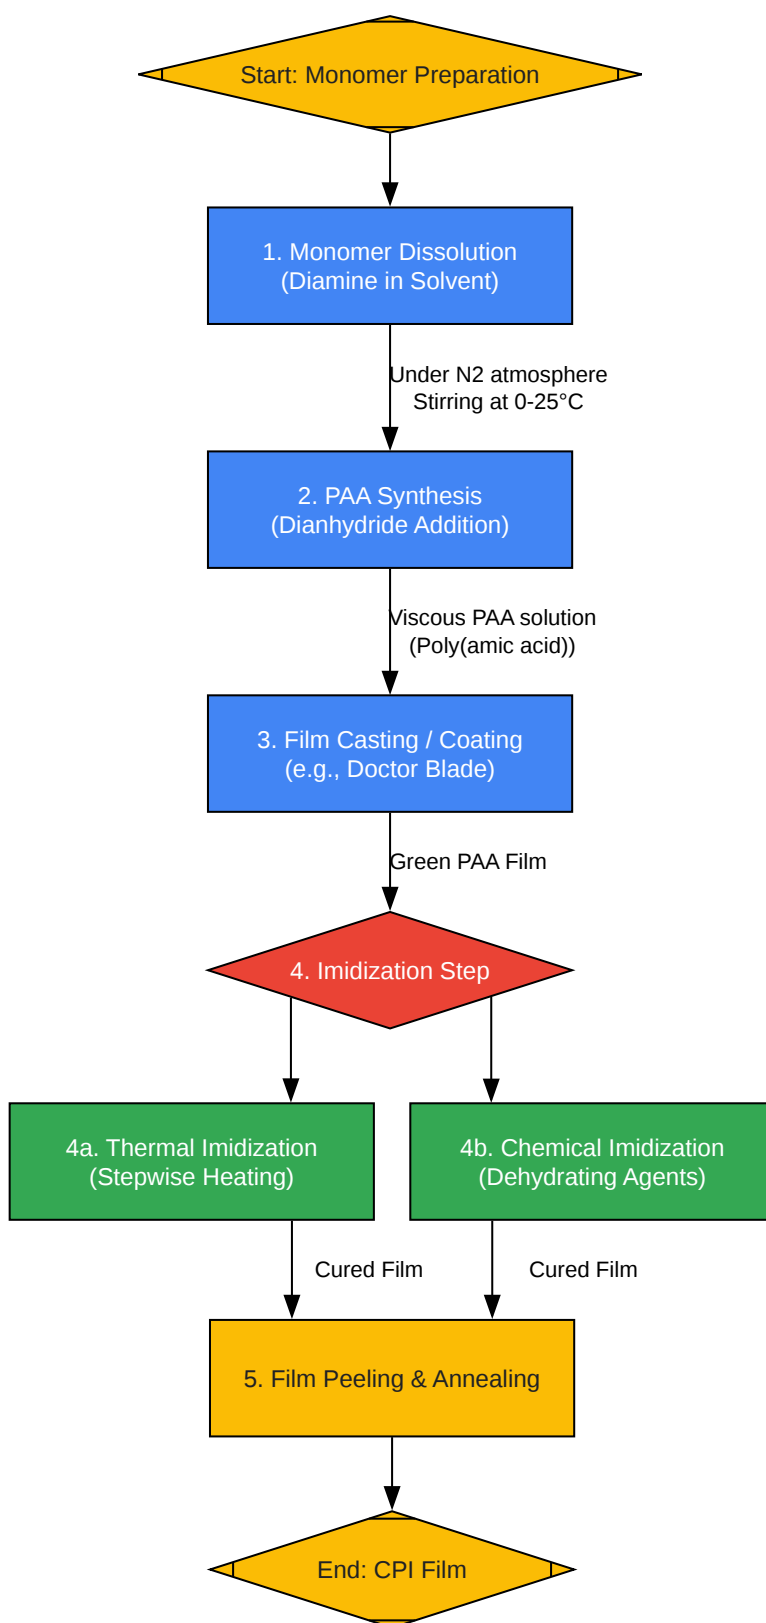 Start: Monomer Preparation
1. Monomer Dissolution
(Diamine in Solvent)
Under N2 atmosphere
Stirring at 0-25°C
2. PAA Synthesis
(Dianhydride Addition)
Viscous PAA solution
(Poly(amic acid))
3. Film Casting / Coating
(e.g., Doctor Blade)
Green PAA Film
4. Imidization Step
4a. Thermal Imidization
(Stepwise Heating)
4b. Chemical Imidization
(Dehydrating Agents)
Cured Film
Cured Film
5. Film Peeling & Annealing
End: CPI Film